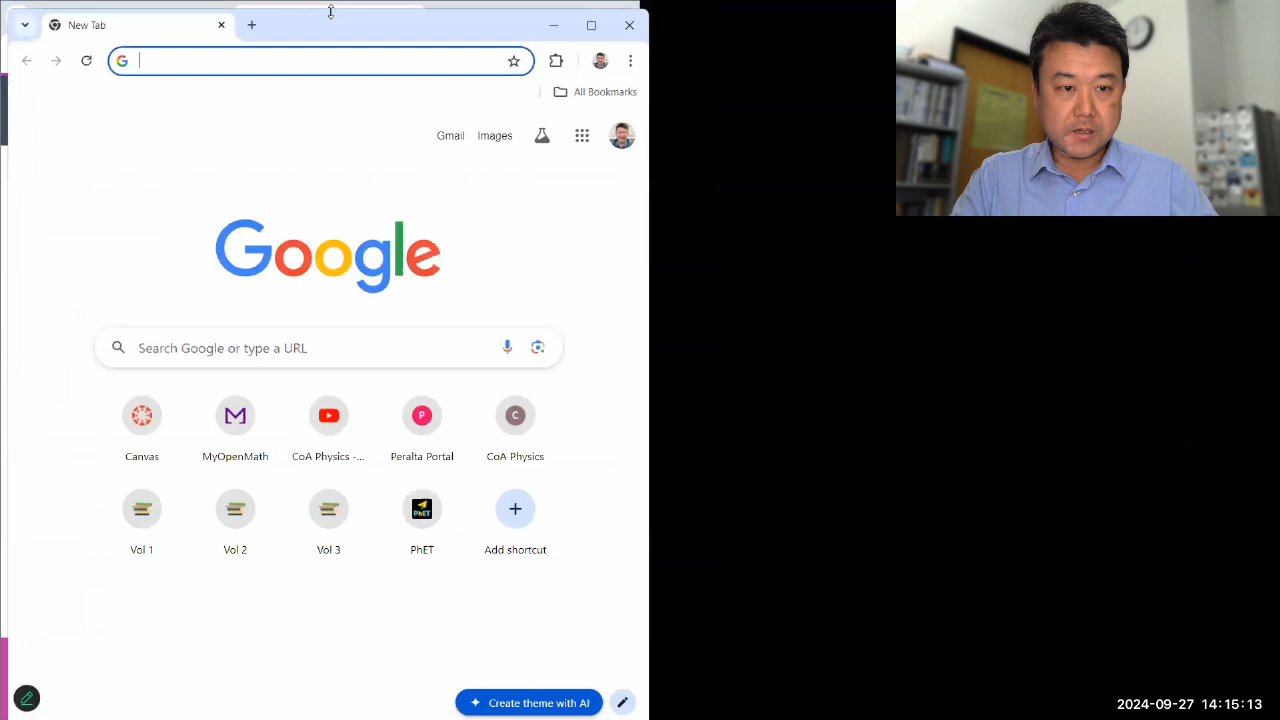 New Tab
All Bookmarks
Gmail Images
Google
Search Google or type a URL
Canvas
MyOpenMath
CoA Physics -...
Peralta Portal
P
C
CoA Physics
Vol 1
Vol 2
Vol 3
PhET
PhET
Add shortcut
Create theme with AI
2024-09-27 14:15:13